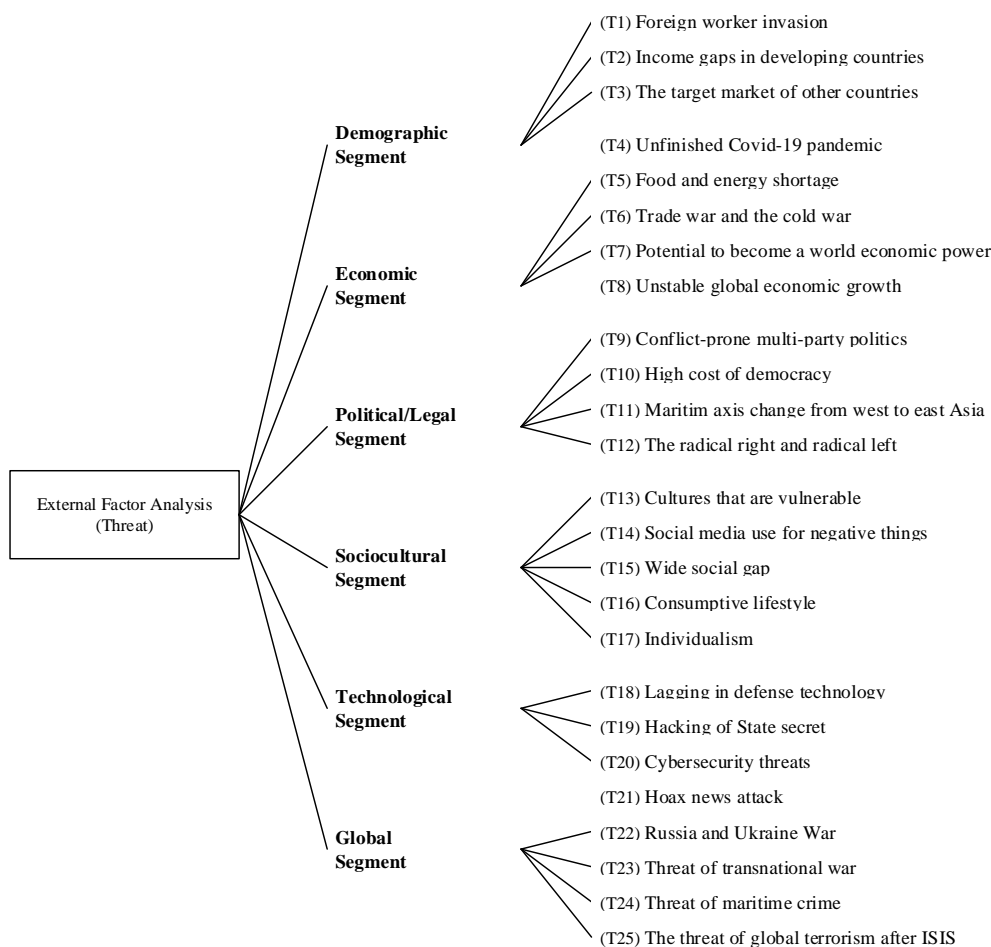 External Factor Analysis
(Threat)
Demographic
Segment
(T1) Foreign worker invasion
(T2) Income gaps in developing countries
(T3) The target market of other countries
(T4) Unfinished Covid-19 pandemic
Economic
Segment
(T5) Food and energy shortage
(T6) Trade war and the cold war
(T7) Potential to become a world economic power
(T8) Unstable global economic growth
Political/Legal
Segment
(T9) Conflict-prone multi-party politics
(T10) High cost of democracy
(T11) Maritim axis change from west to east Asia
(T12) The radical right and radical left
Sociocultural
Segment
(T13) Cultures that are vulnerable
(T14) Social media use for negative things
(T15) Wide social gap
(T16) Consumptive lifestyle
(T17) Individualism
Technological
Segment
(T18) Lagging in defense technology
(T19) Hacking of State secret
(T20) Cybersecurity threats
(T21) Hoax news attack
Global
Segment
(T22) Russia and Ukraine War
(T23) Threat of transnational war
(T24) Threat of maritime crime
(T25) The threat of global terrorism after ISIS